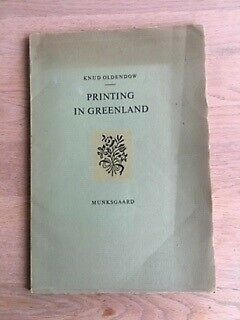 KNUD OLDENDOW
PRINTING
IN GREENLAND
MUNKSGAARD